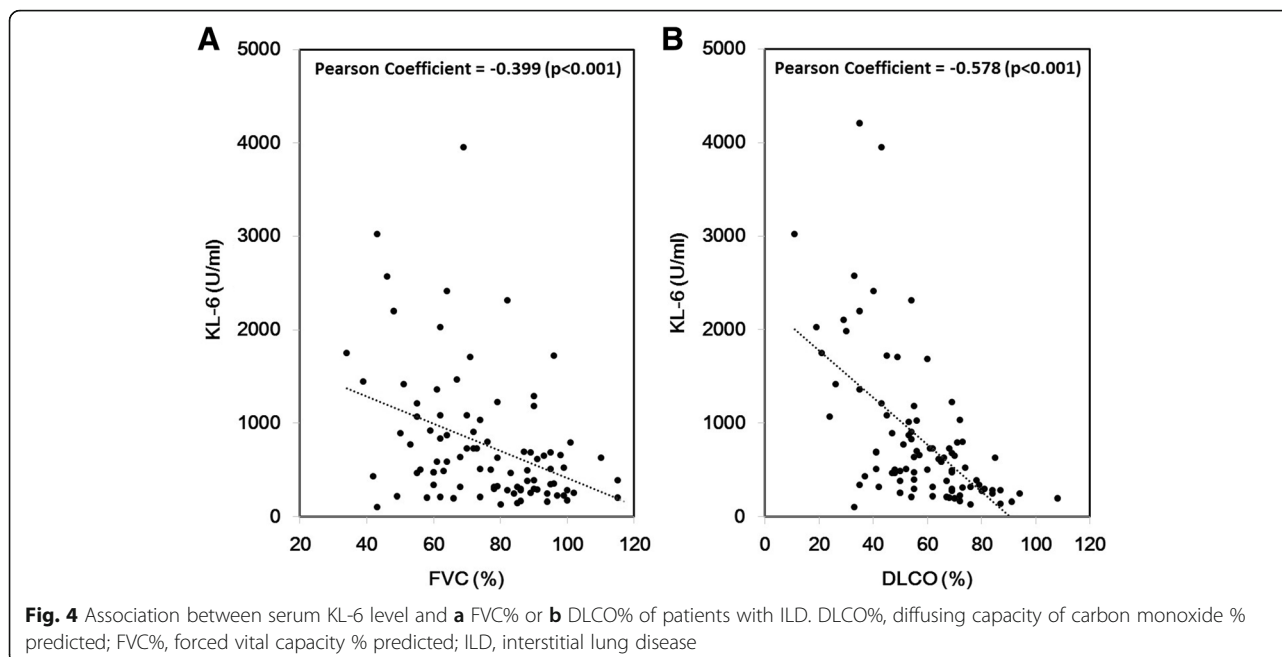 A
B
Pearson Coefficient = -0.399 (p<0.001)
Pearson Coefficient = -0.578 (p<0.001)
KL-6 (U/ml)
5000
4000
3000
2000
1000
0
20 40 60 80 100 120
FVC (%)
KL-6 (U/ml)
5000
4000
3000
2000
1000
0
0 20 40 60 80 100 120
DLCO (%)
Fig. 4 Association between serum KL-6 level and a FVC% or b DLCO% of patients with ILD. DLCO%, diffusing capacity of carbon monoxide %
predicted; FVC%, forced vital capacity % predicted; ILD, interstitial lung disease